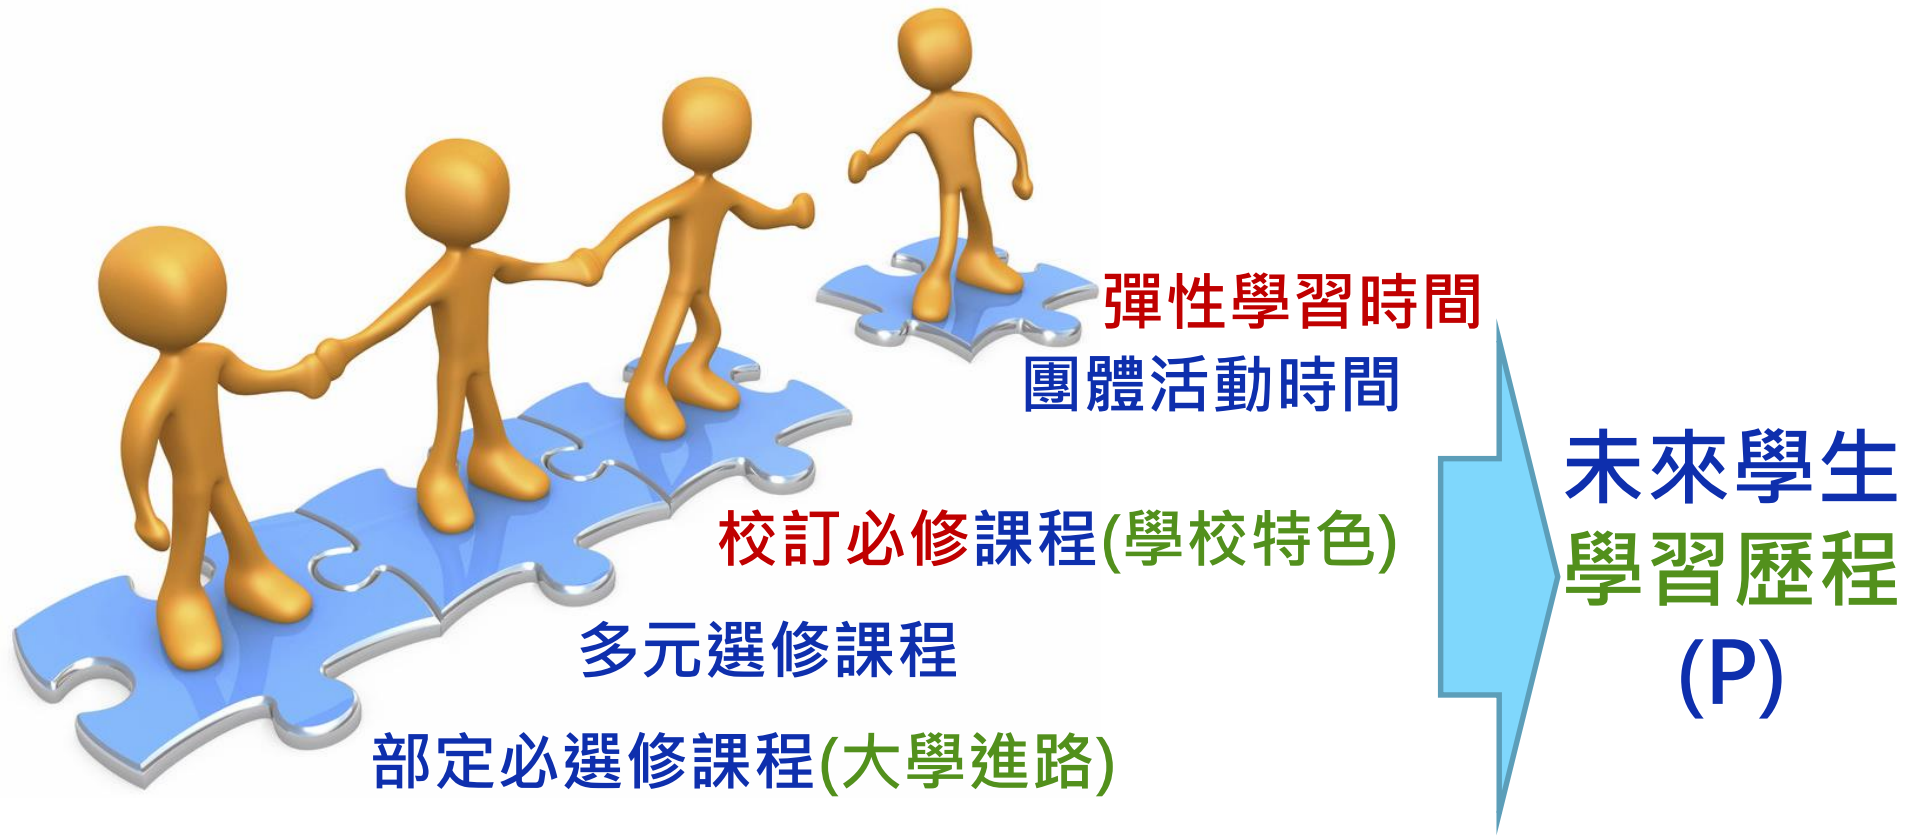 彈性學習時間
團體活動時間
校訂必修課程(學校特色)
多元選修課程
部定必選修課程(大學進路)
未來學生
學習歷程
(P)